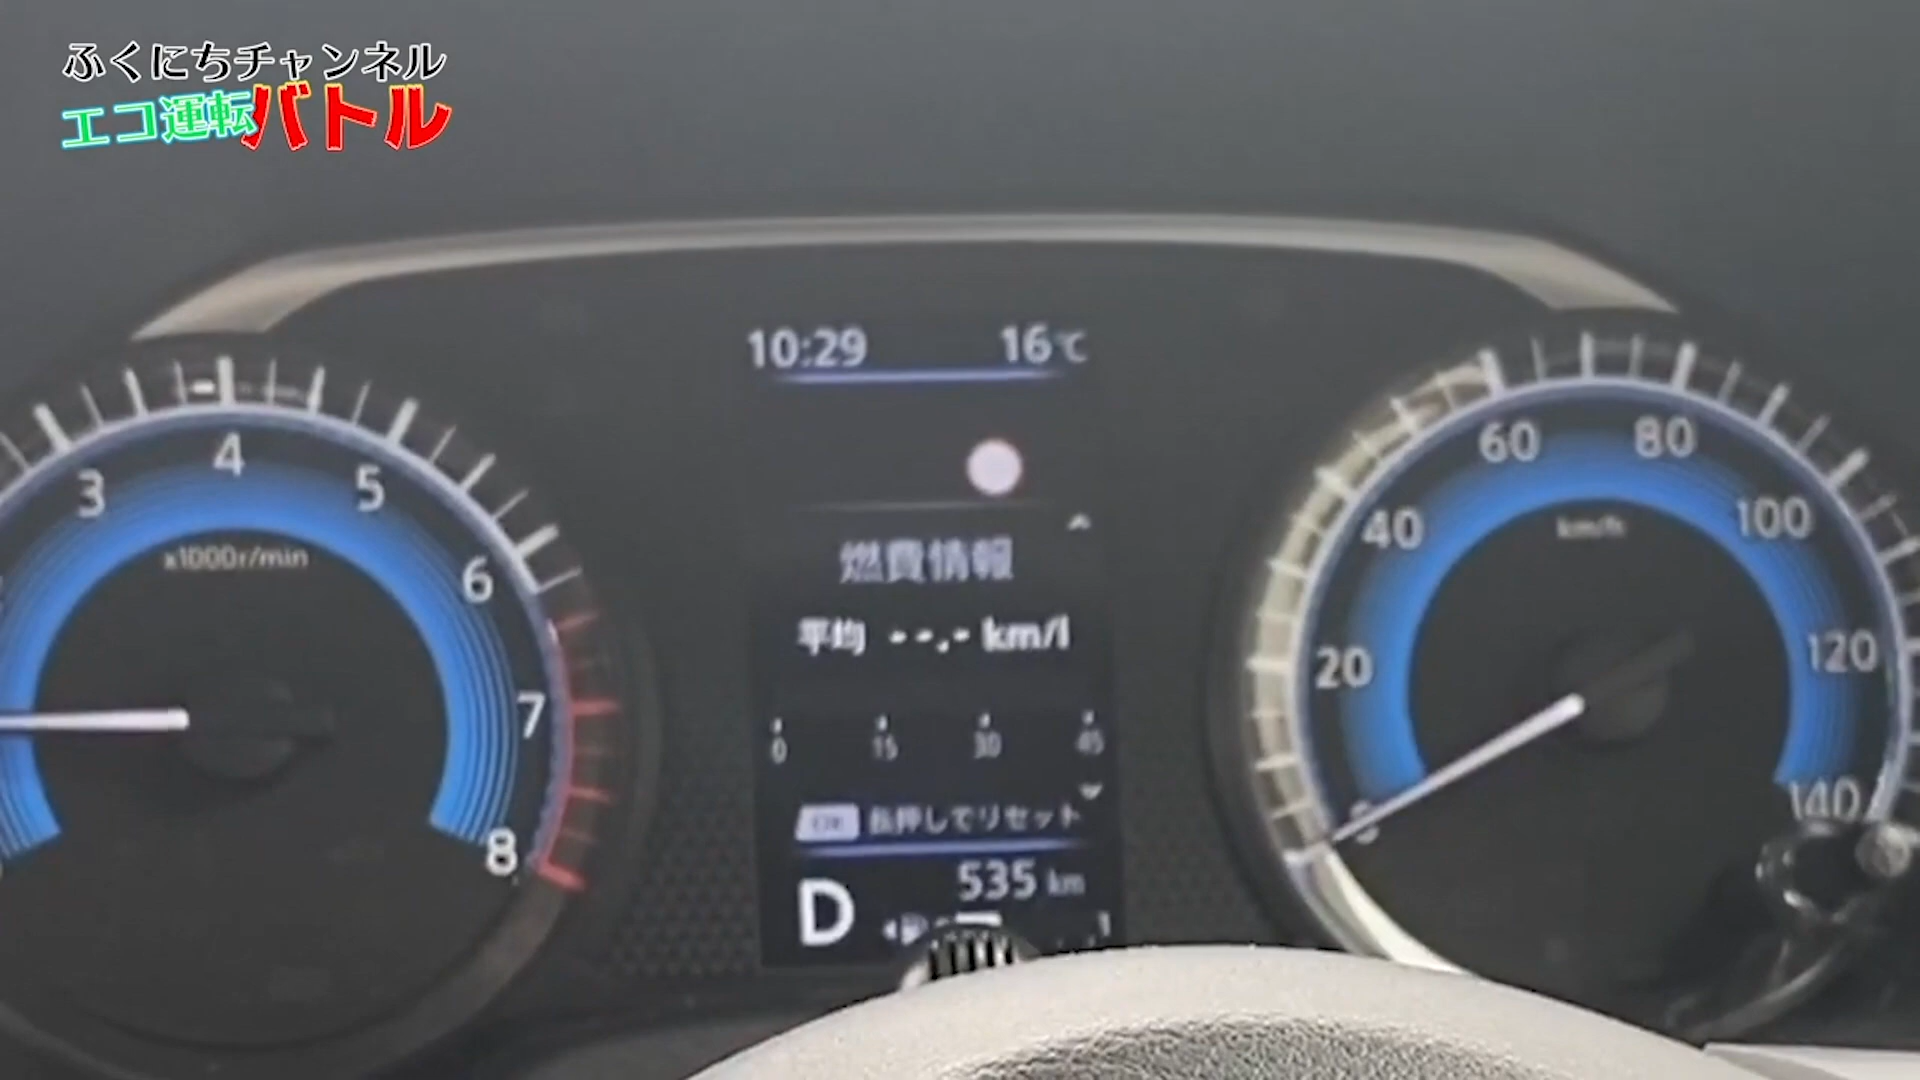 ふくにちチャンネル
エコ運転バトル
10:29 16℃
3 4 5 6 7 8
x1000r/min
燃費情報
平均 --.- km/l
0 15 30 45
長押しでリセット
D 535 km
0 20 40 60 80 100 120 140
km/h